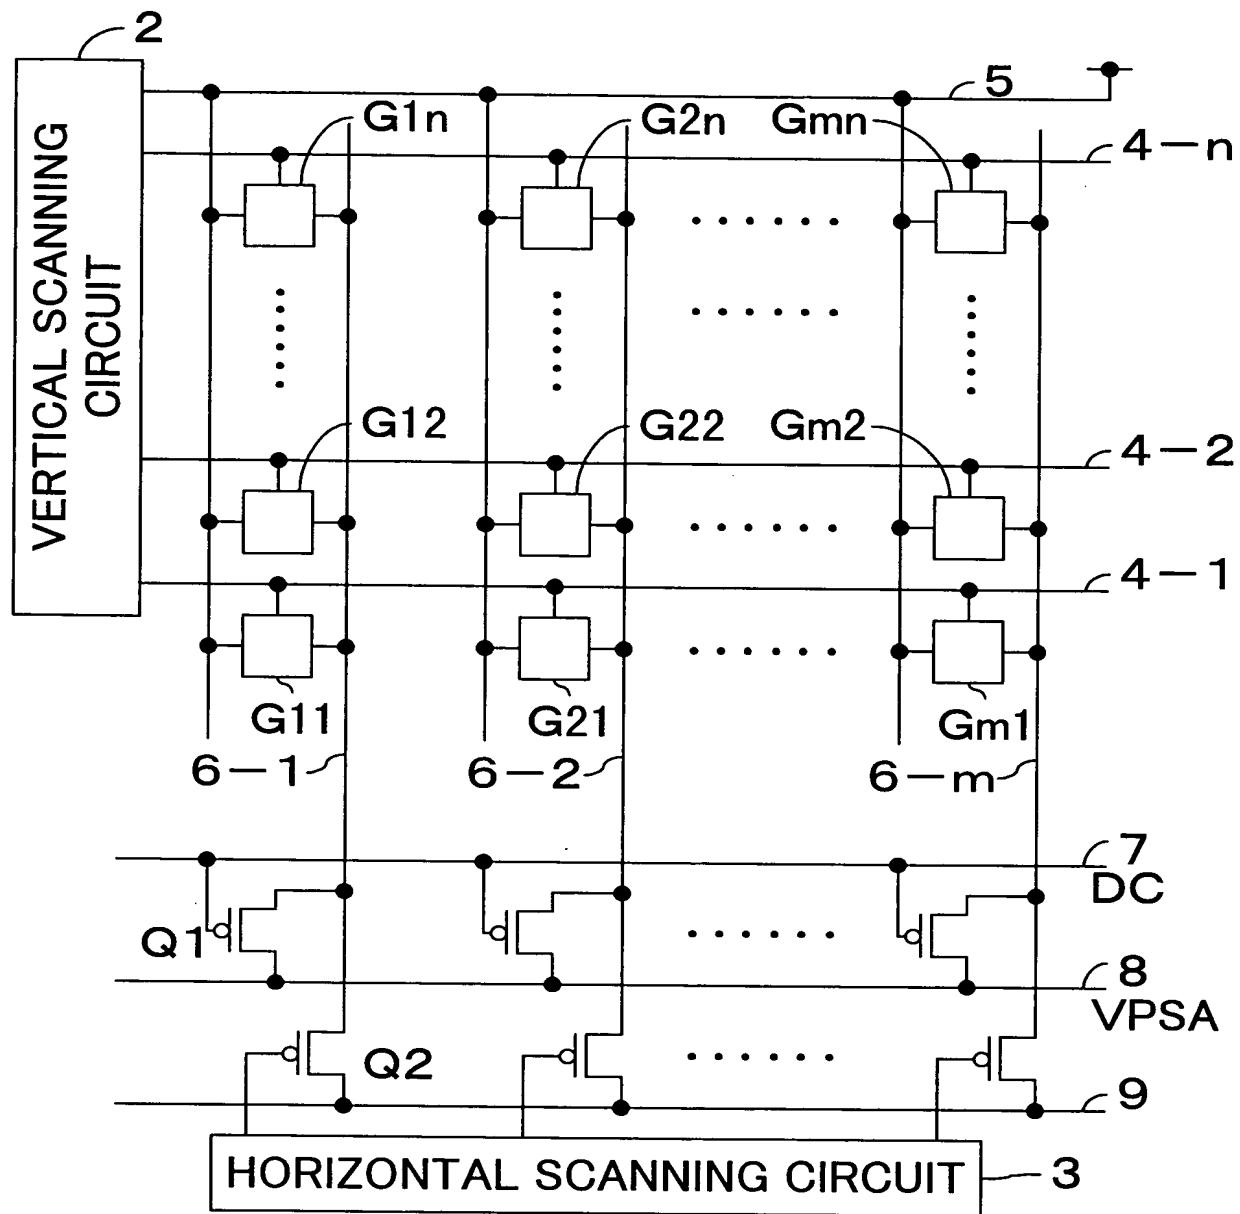 2
VERTICAL SCANNING
CIRCUIT
5
G1n
G2n
Gmn
4-n
G12
G22
Gm2
4-2
4-1
G11
G21
Gm1
6-1
6-2
6-m
7
DC
Q1
8
VPSA
Q2
9
HORIZONTAL SCANNING CIRCUIT
3